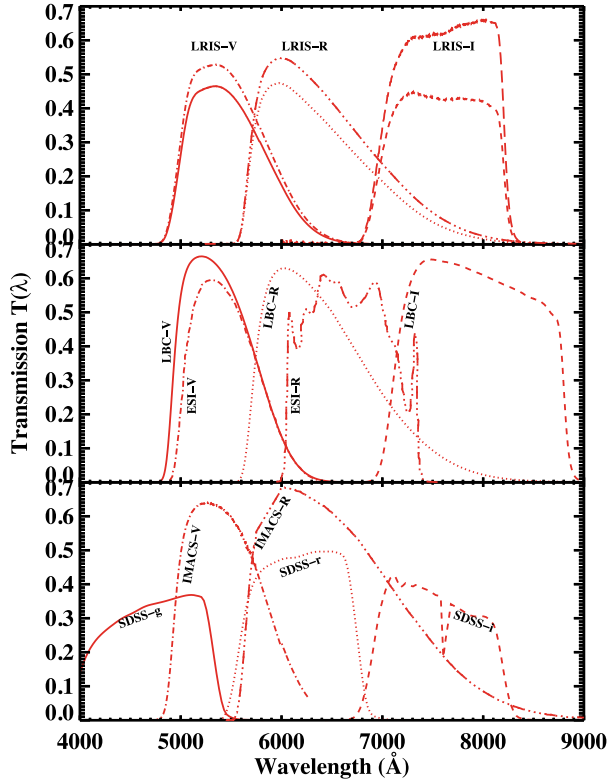 0.7
0.6
0.5
0.4
0.3
0.2
0.1
0.0
LRIS-V
LRIS-R
LRIS-I
0.7
0.6
0.5
0.4
0.3
0.2
0.1
0.0
LBC-V
ESI-V
LBC-R
ESI-R
LBC-I
0.7
0.6
0.5
0.4
0.3
0.2
0.1
0.0
SDSS-g
IMACS-V
IMACS-R
SDSS-r
SDSS-i
Transmission T(λ)
4000 5000 6000 7000 8000 9000
Wavelength (Å)